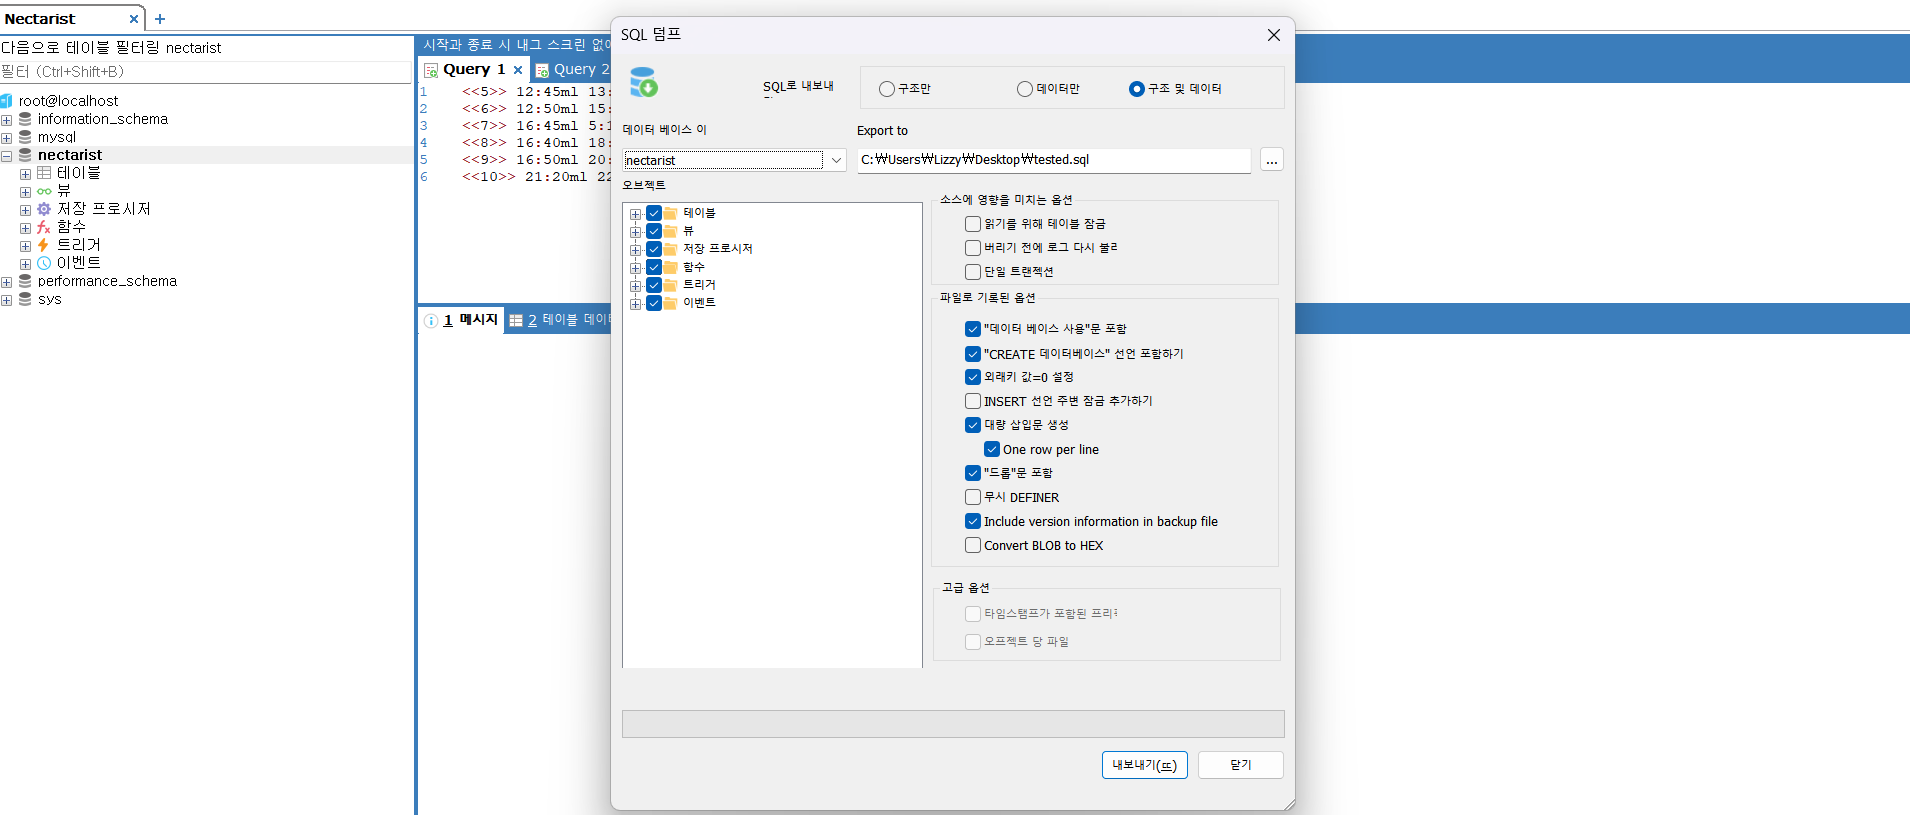 Nectarist
다음으로 테이블 필터링 nectarist
필터 (Ctrl+Shift+B)
root@localhost
information_schema
mysql
nectarist
테이블
뷰
저장 프로시저
함수
트리거
이벤트
performance_schema
sys
시작과 종료 시 내그 스크린 없이
Query 1
Query 2
1 <<5>> 12:45ml 13:
2 <<6>> 12:50ml 15:
3 <<7>> 16:45ml 5:1
4 <<8>> 16:40ml 18:
5 <<9>> 16:50ml 20:
6 <<10>> 21:20ml 22
1 메시지
2 테이블 데이터
SQL 덤프
SQL로 내보내
구조만
데이터만
구조 및 데이터
데이터 베이스 이
Export to
nectarist
C:₩Users₩Lizzy₩Desktop₩tested.sql
...
오브젝트
테이블
뷰
저장 프로시저
함수
트리거
이벤트
소스에 영향을 미치는 옵션
읽기를 위해 테이블 잠금
버리기 전에 로그 다시 불러
단일 트랜젝션
파일로 기록된 옵션
"데이터 베이스 사용"문 포함
"CREATE 데이터베이스" 선언 포함하기
외래키 값=0 설정
INSERT 선언 주변 잠금 추가하기
대량 삽입문 생성
One row per line
"드롭"문 포함
무시 DEFINER
Include version information in backup file
Convert BLOB to HEX
고급 옵션
타임스탬프가 포함된
오프젝트 당 파일
내보내기(뜨)
닫기